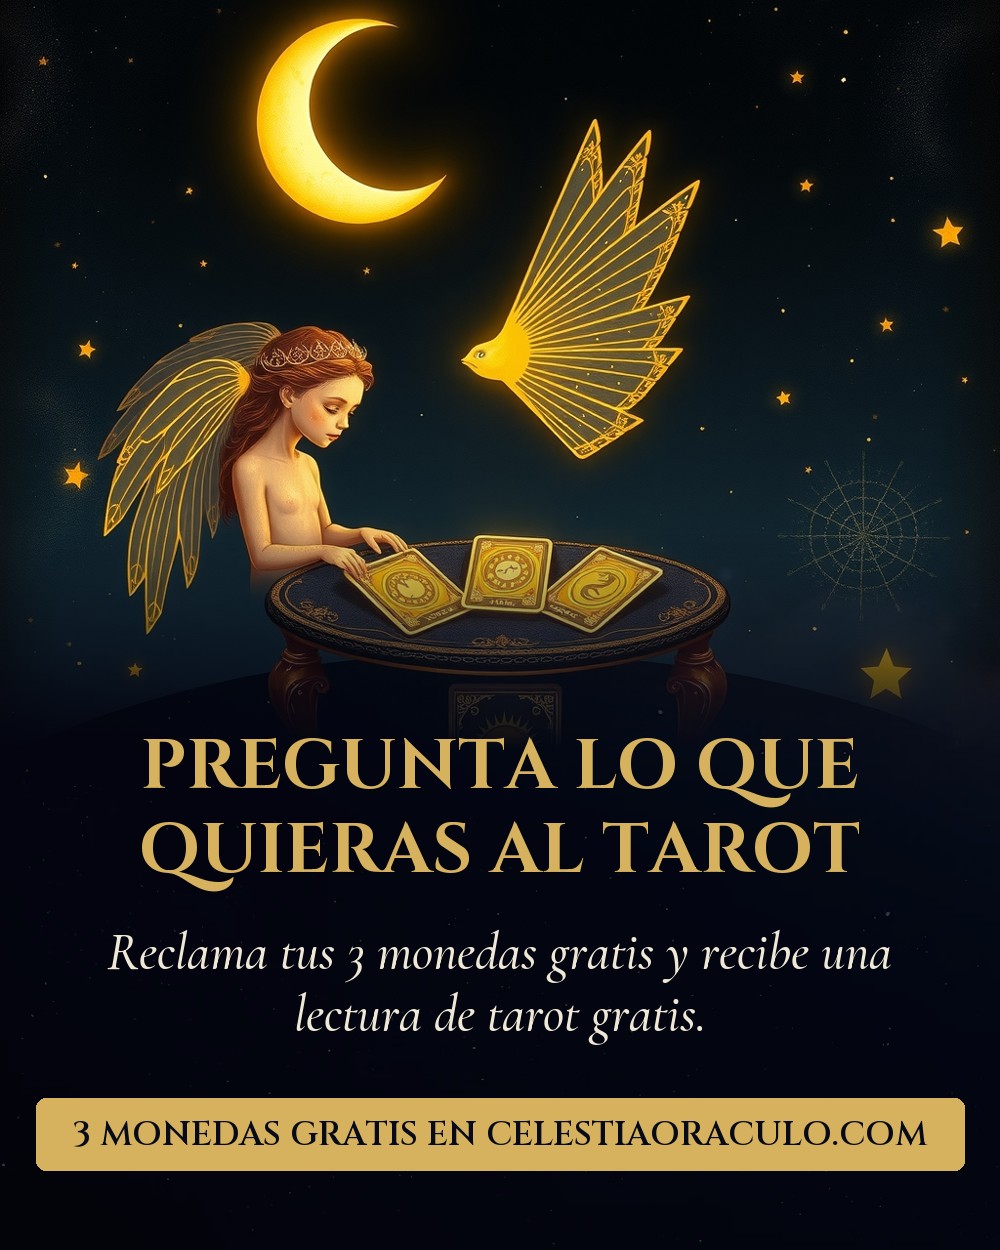 PREGUNTA LO QUE
QUIERAS AL TAROT
Reclama tus 3 monedas gratis y recibe una
lectura de tarot gratis.
3 MONEDAS GRATIS EN CELESTIAORACULO.COM